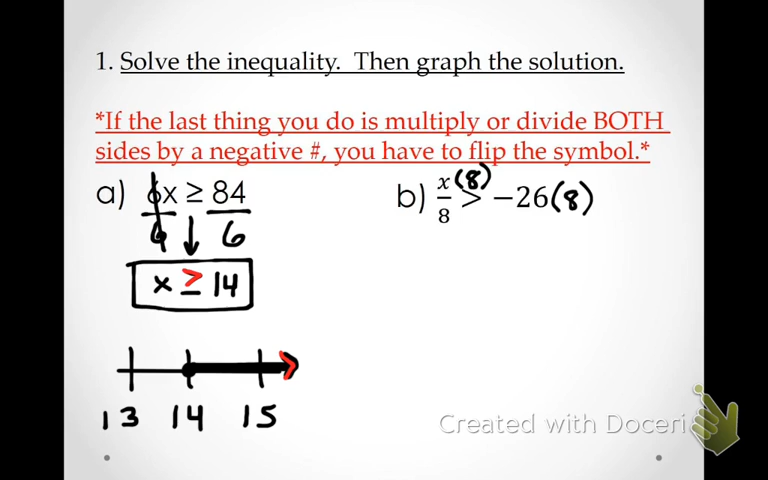 1. Solve the inequality. Then graph the solution.
*If the last thing you do is multiply or divide BOTH
sides by a negative #, you have to flip the symbol.*
a) 6x ≥ 84
6 6
x ≥ 14
13 14 15
b) x/8 (8) > −26(8)
Created with Doceri